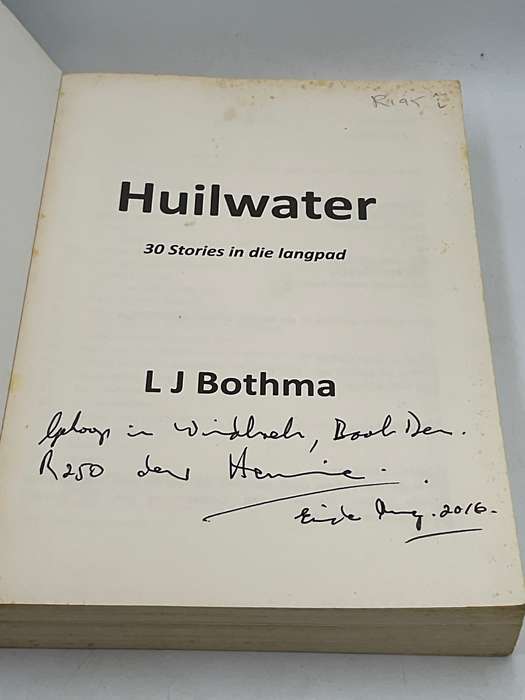 R195
Huilwater
30 Stories in die langpad
L J Bothma
Gekoop in Windhoek, Book Den.
R250 deur Hennie.
Einde Aug. 2016.